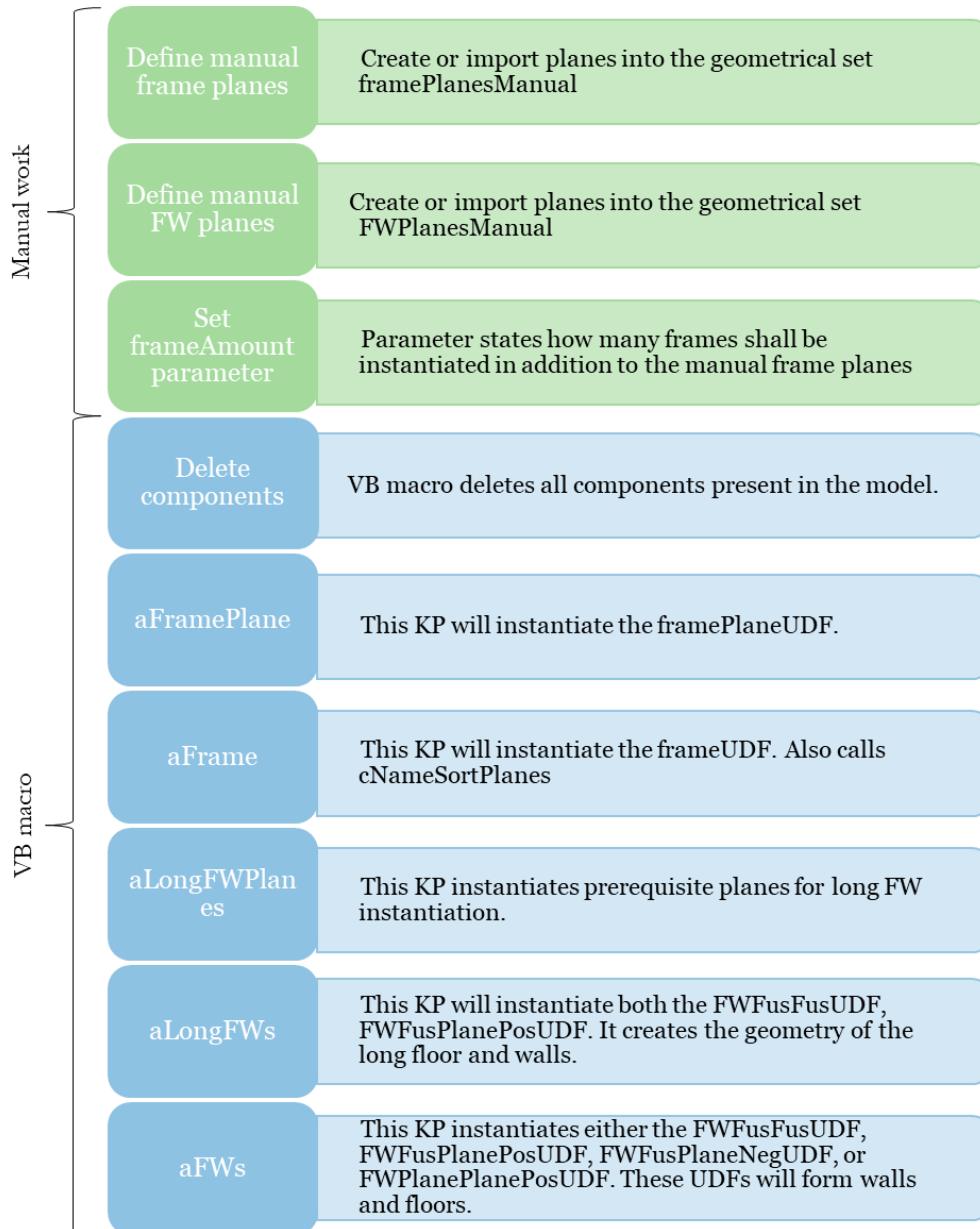 Manual work
Define manual
frame planes
Create or import planes into the geometrical set
framePlanesManual
Define manual
FW planes
Create or import planes into the geometrical set
FWPlanesManual
Set
frameAmount
parameter
Parameter states how many frames shall be
instantiated in addition to the manual frame planes
VB macro
Delete
components
VB macro deletes all components present in the model.
aFramePlane
This KP will instantiate the framePlaneUDF.
aFrame
This KP will instantiate the frameUDF. Also calls
cNameSortPlanes
aLongFWPlan
es
This KP instantiates prerequisite planes for long FW
instantiation.
aLongFWs
This KP will instantiate both the FWFusFusUDF,
FWFusPlanePosUDF. It creates the geometry of the
long floor and walls.
aFWs
This KP instantiates either the FWFusFusUDF,
FWFusPlanePosUDF, FWFusPlaneNegUDF, or
FWPlanePlanePosUDF. These UDFs will form walls
and floors.